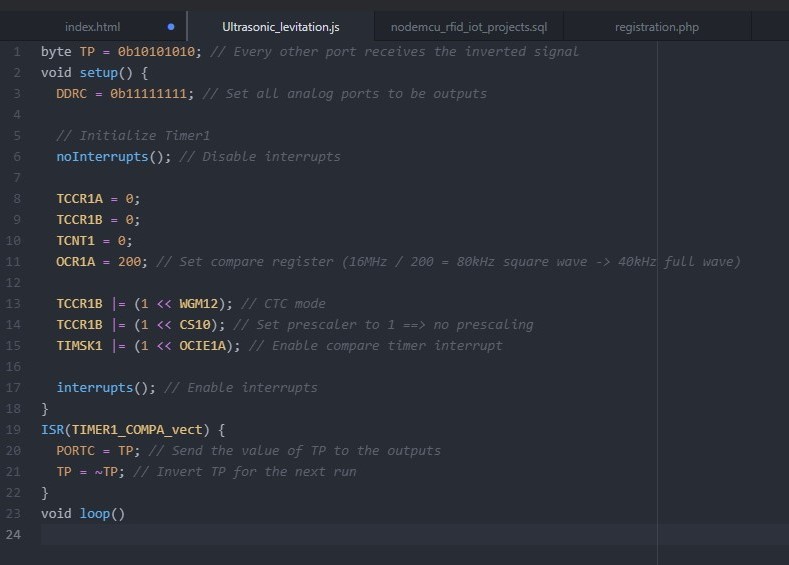 index.html Ultrasonic_levitation.js nodemcu_rfid_iot_projects.sql registration.php
1 byte TP = 0b10101010; // Every other port receives the inverted signal
2 void setup() {
3 DDRC = 0b11111111; // Set all analog ports to be outputs
4
5 // Initialize Timer1
6 noInterrupts(); // Disable interrupts
7
8 TCCR1A = 0;
9 TCCR1B = 0;
10 TCNT1 = 0;
11 OCR1A = 200; // Set compare register (16MHz / 200 = 80kHz square wave -> 40kHz full wave)
12
13 TCCR1B |= (1 << WGM12); // CTC mode
14 TCCR1B |= (1 << CS10); // Set prescaler to 1 ==> no prescaling
15 TIMSK1 |= (1 << OCIE1A); // Enable compare timer interrupt
16
17 interrupts(); // Enable interrupts
18 }
19 ISR(TIMER1_COMPA_vect) {
20 PORTC = TP; // Send the value of TP to the outputs
21 TP = ~TP; // Invert TP for the next run
22 }
23 void loop()
24